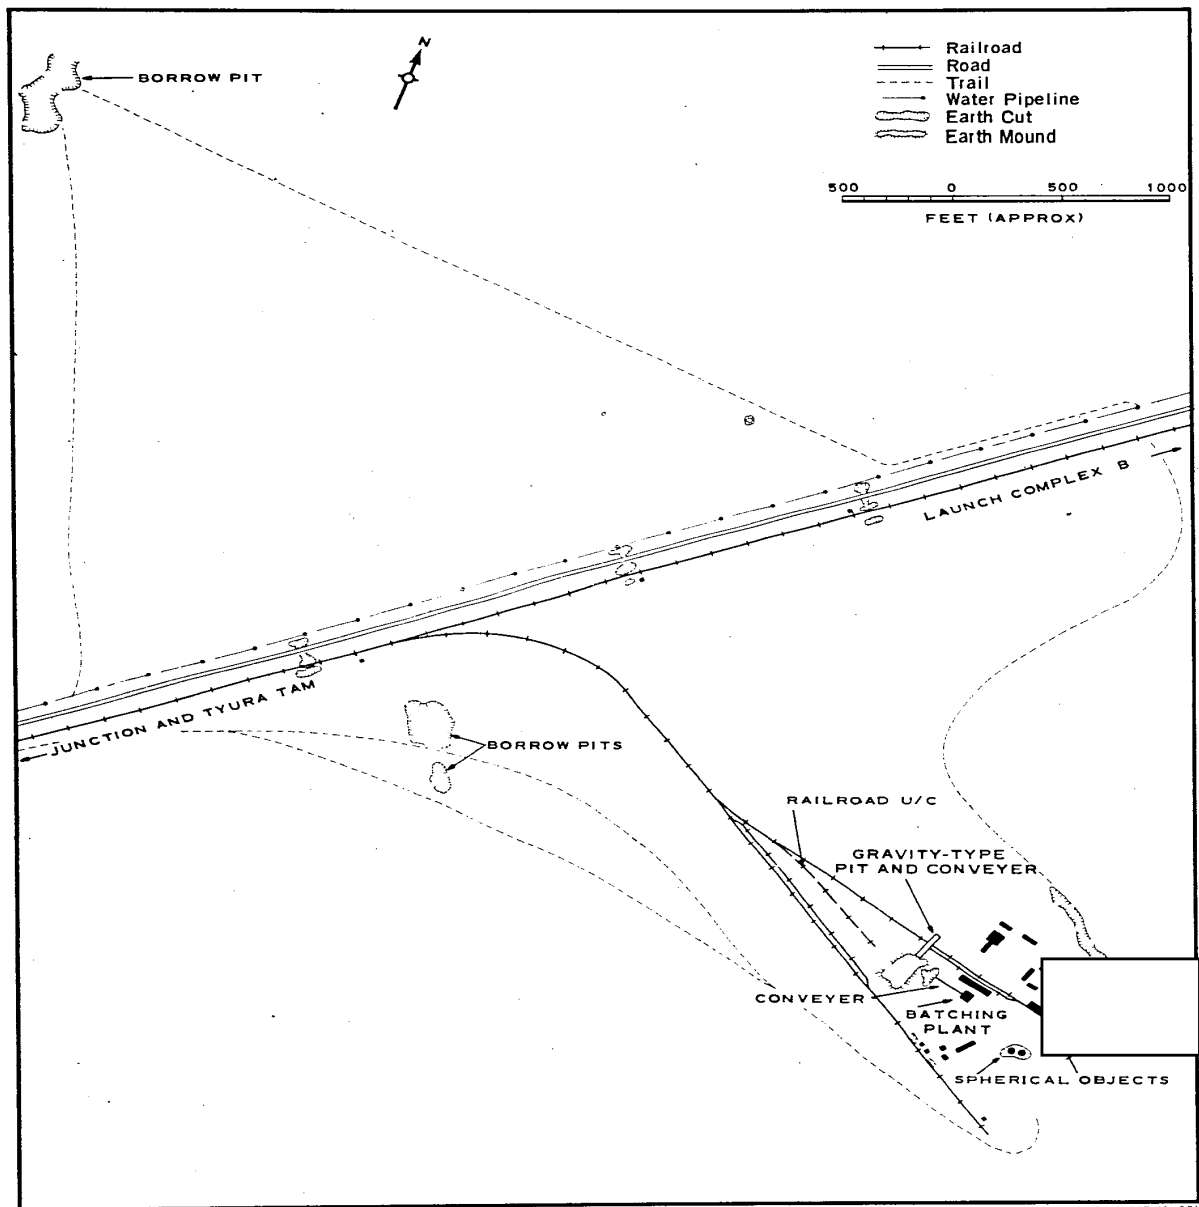 N
BORROW PIT
Railroad
Road
Trail
Water Pipeline
Earth Cut
Earth Mound
500 0 500 1000
FEET (APPROX)
LAUNCH COMPLEX B
JUNCTION AND TYURA TAM
BORROW PITS
RAILROAD U/C
GRAVITY-TYPE
PIT AND CONVEYER
CONVEYER
BATCHING
PLANT
SPHERICAL OBJECTS